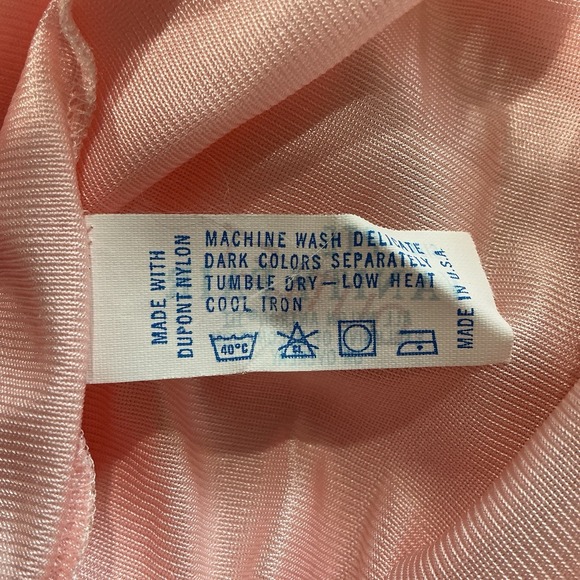 MADE WITH
DUPONT NYLON
MACHINE WASH DELICATE
DARK COLORS SEPARATELY
TUMBLE DRY—LOW HEAT
COOL IRON
40°C
CL
MADE IN U.S.A